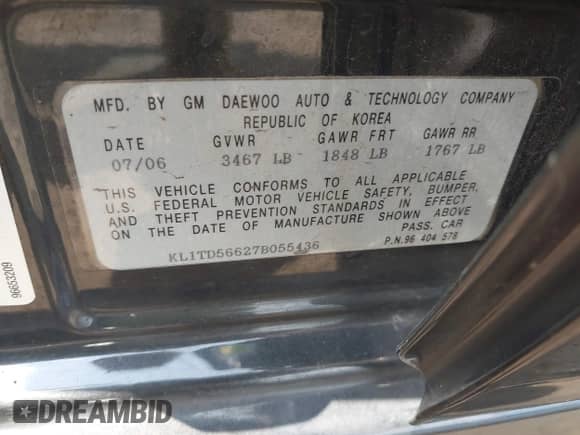 MFD. BY GM DAEWOO AUTO & TECHNOLOGY COMPANY
REPUBLIC OF KOREA
DATE GVWR GAWR FRT GAWR RR
07/06 3467 LB 1848 LB 1767 LB
THIS VEHICLE CONFORMS TO ALL APPLICABLE
U.S. FEDERAL MOTOR VEHICLE SAFETY, BUMPER,
AND THEFT PREVENTION STANDARDS IN EFFECT
ON THE DATE OF MANUFACTURE SHOWN ABOVE
PASS. CAR
KL1TD56627B055436
P.N.96 404 578
96653209
DREAMBID